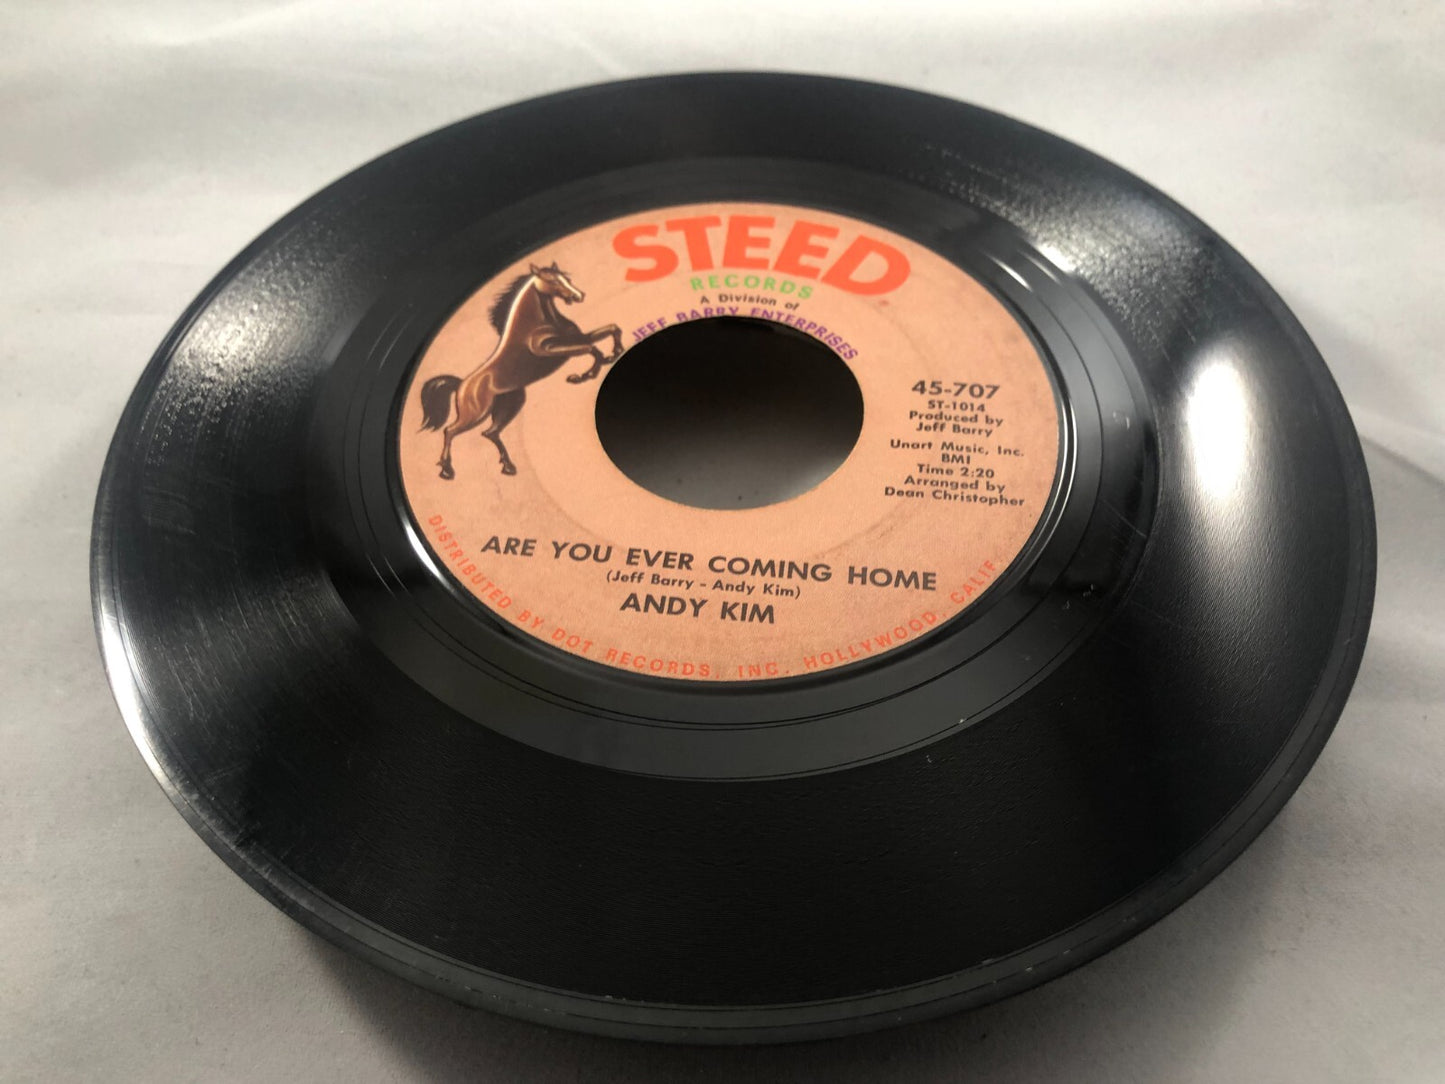 STEED
RECORDS
A Division of
JEFF BARRY ENTERPRISES
45-707
ST-1014
Produced by
Jeff Barry
Unart Music, Inc.
BMI
Time 2:20
Arranged by
Dean Christopher
ARE YOU EVER COMING HOME
(Jeff Barry - Andy Kim)
ANDY KIM
DISTRIBUTED BY DOT RECORDS, INC. HOLLYWOOD, CALIF.